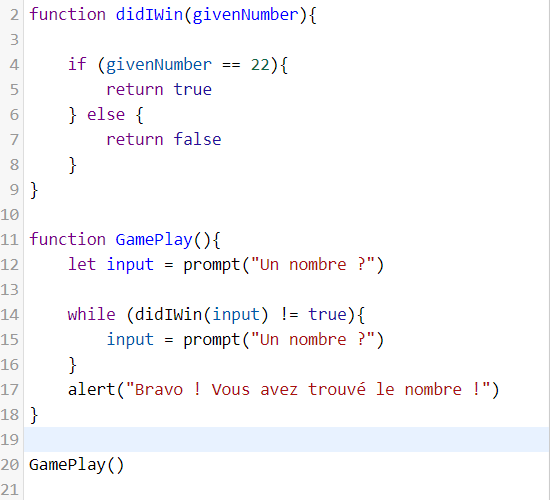 2 function didIWin(givenNumber){
3
4     if (givenNumber == 22){
5         return true
6     } else {
7         return false
8     }
9 }
10
11 function GamePlay(){
12     let input = prompt("Un nombre ?")
13
14     while (didIWin(input) != true){
15         input = prompt("Un nombre ?")
16     }
17     alert("Bravo ! Vous avez trouvé le nombre !")
18 }
19
20 GamePlay()
21